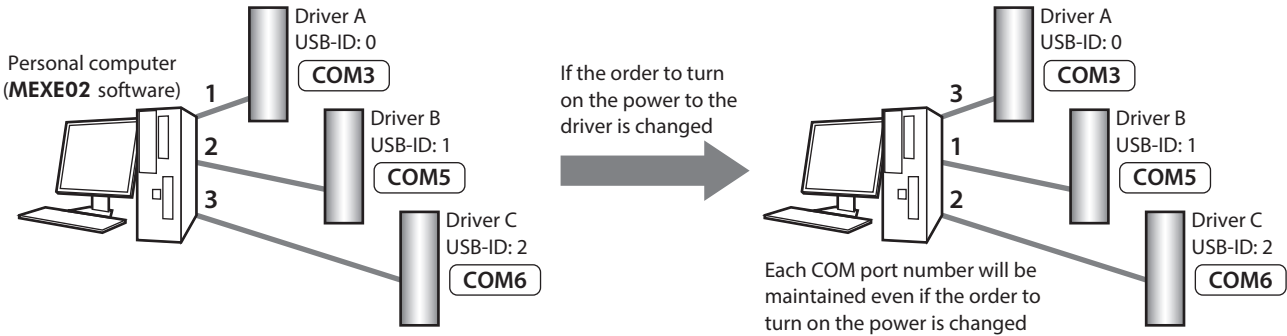 Personal computer
(MEXE02 software)
1
2
3
Driver A
USB-ID: 0
COM3
Driver B
USB-ID: 1
COM5
Driver C
USB-ID: 2
COM6
If the order to turn
on the power to the
driver is changed
3
1
2
Driver A
USB-ID: 0
COM3
Driver B
USB-ID: 1
COM5
Driver C
USB-ID: 2
COM6
Each COM port number will be
maintained even if the order to
turn on the power is changed